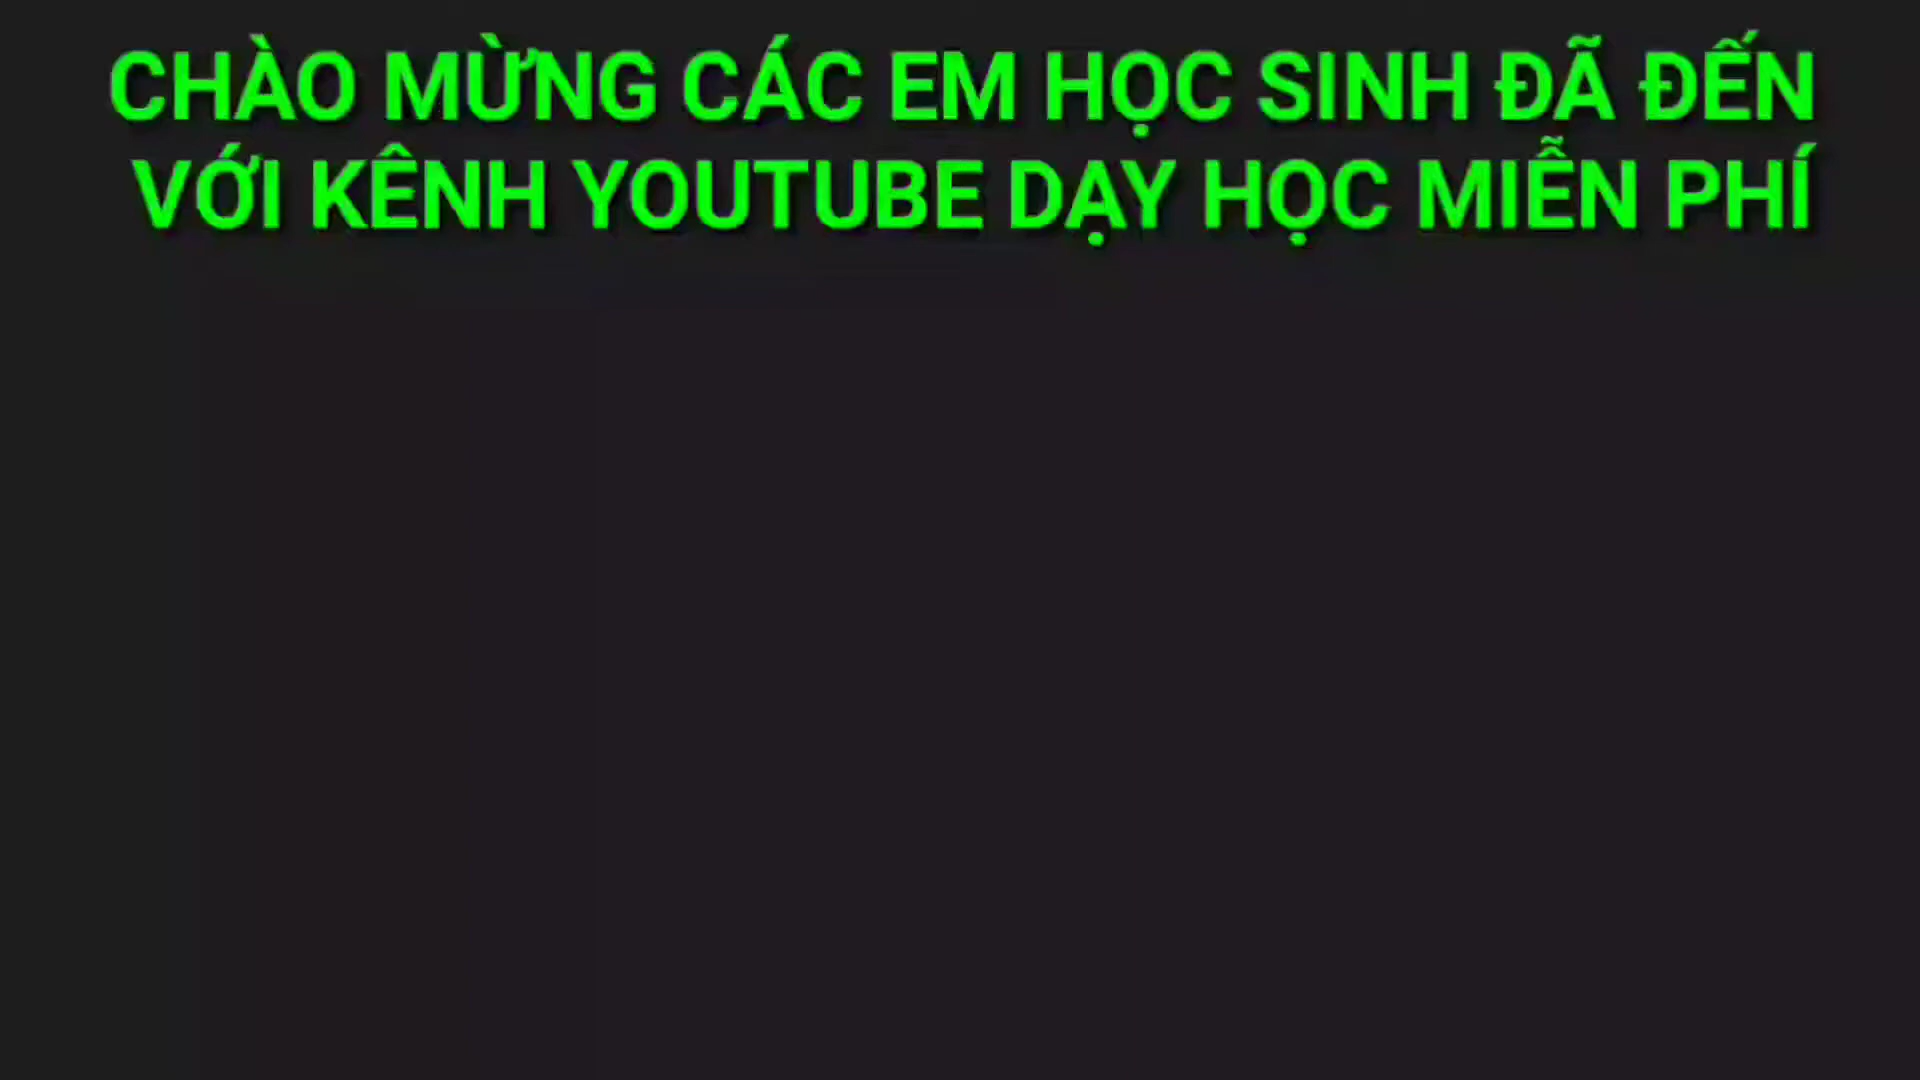 CHÀO MỪNG CÁC EM HỌC SINH ĐÃ ĐẾN
VỚI KÊNH YOUTUBE DẠY HỌC MIỄN PHÍ